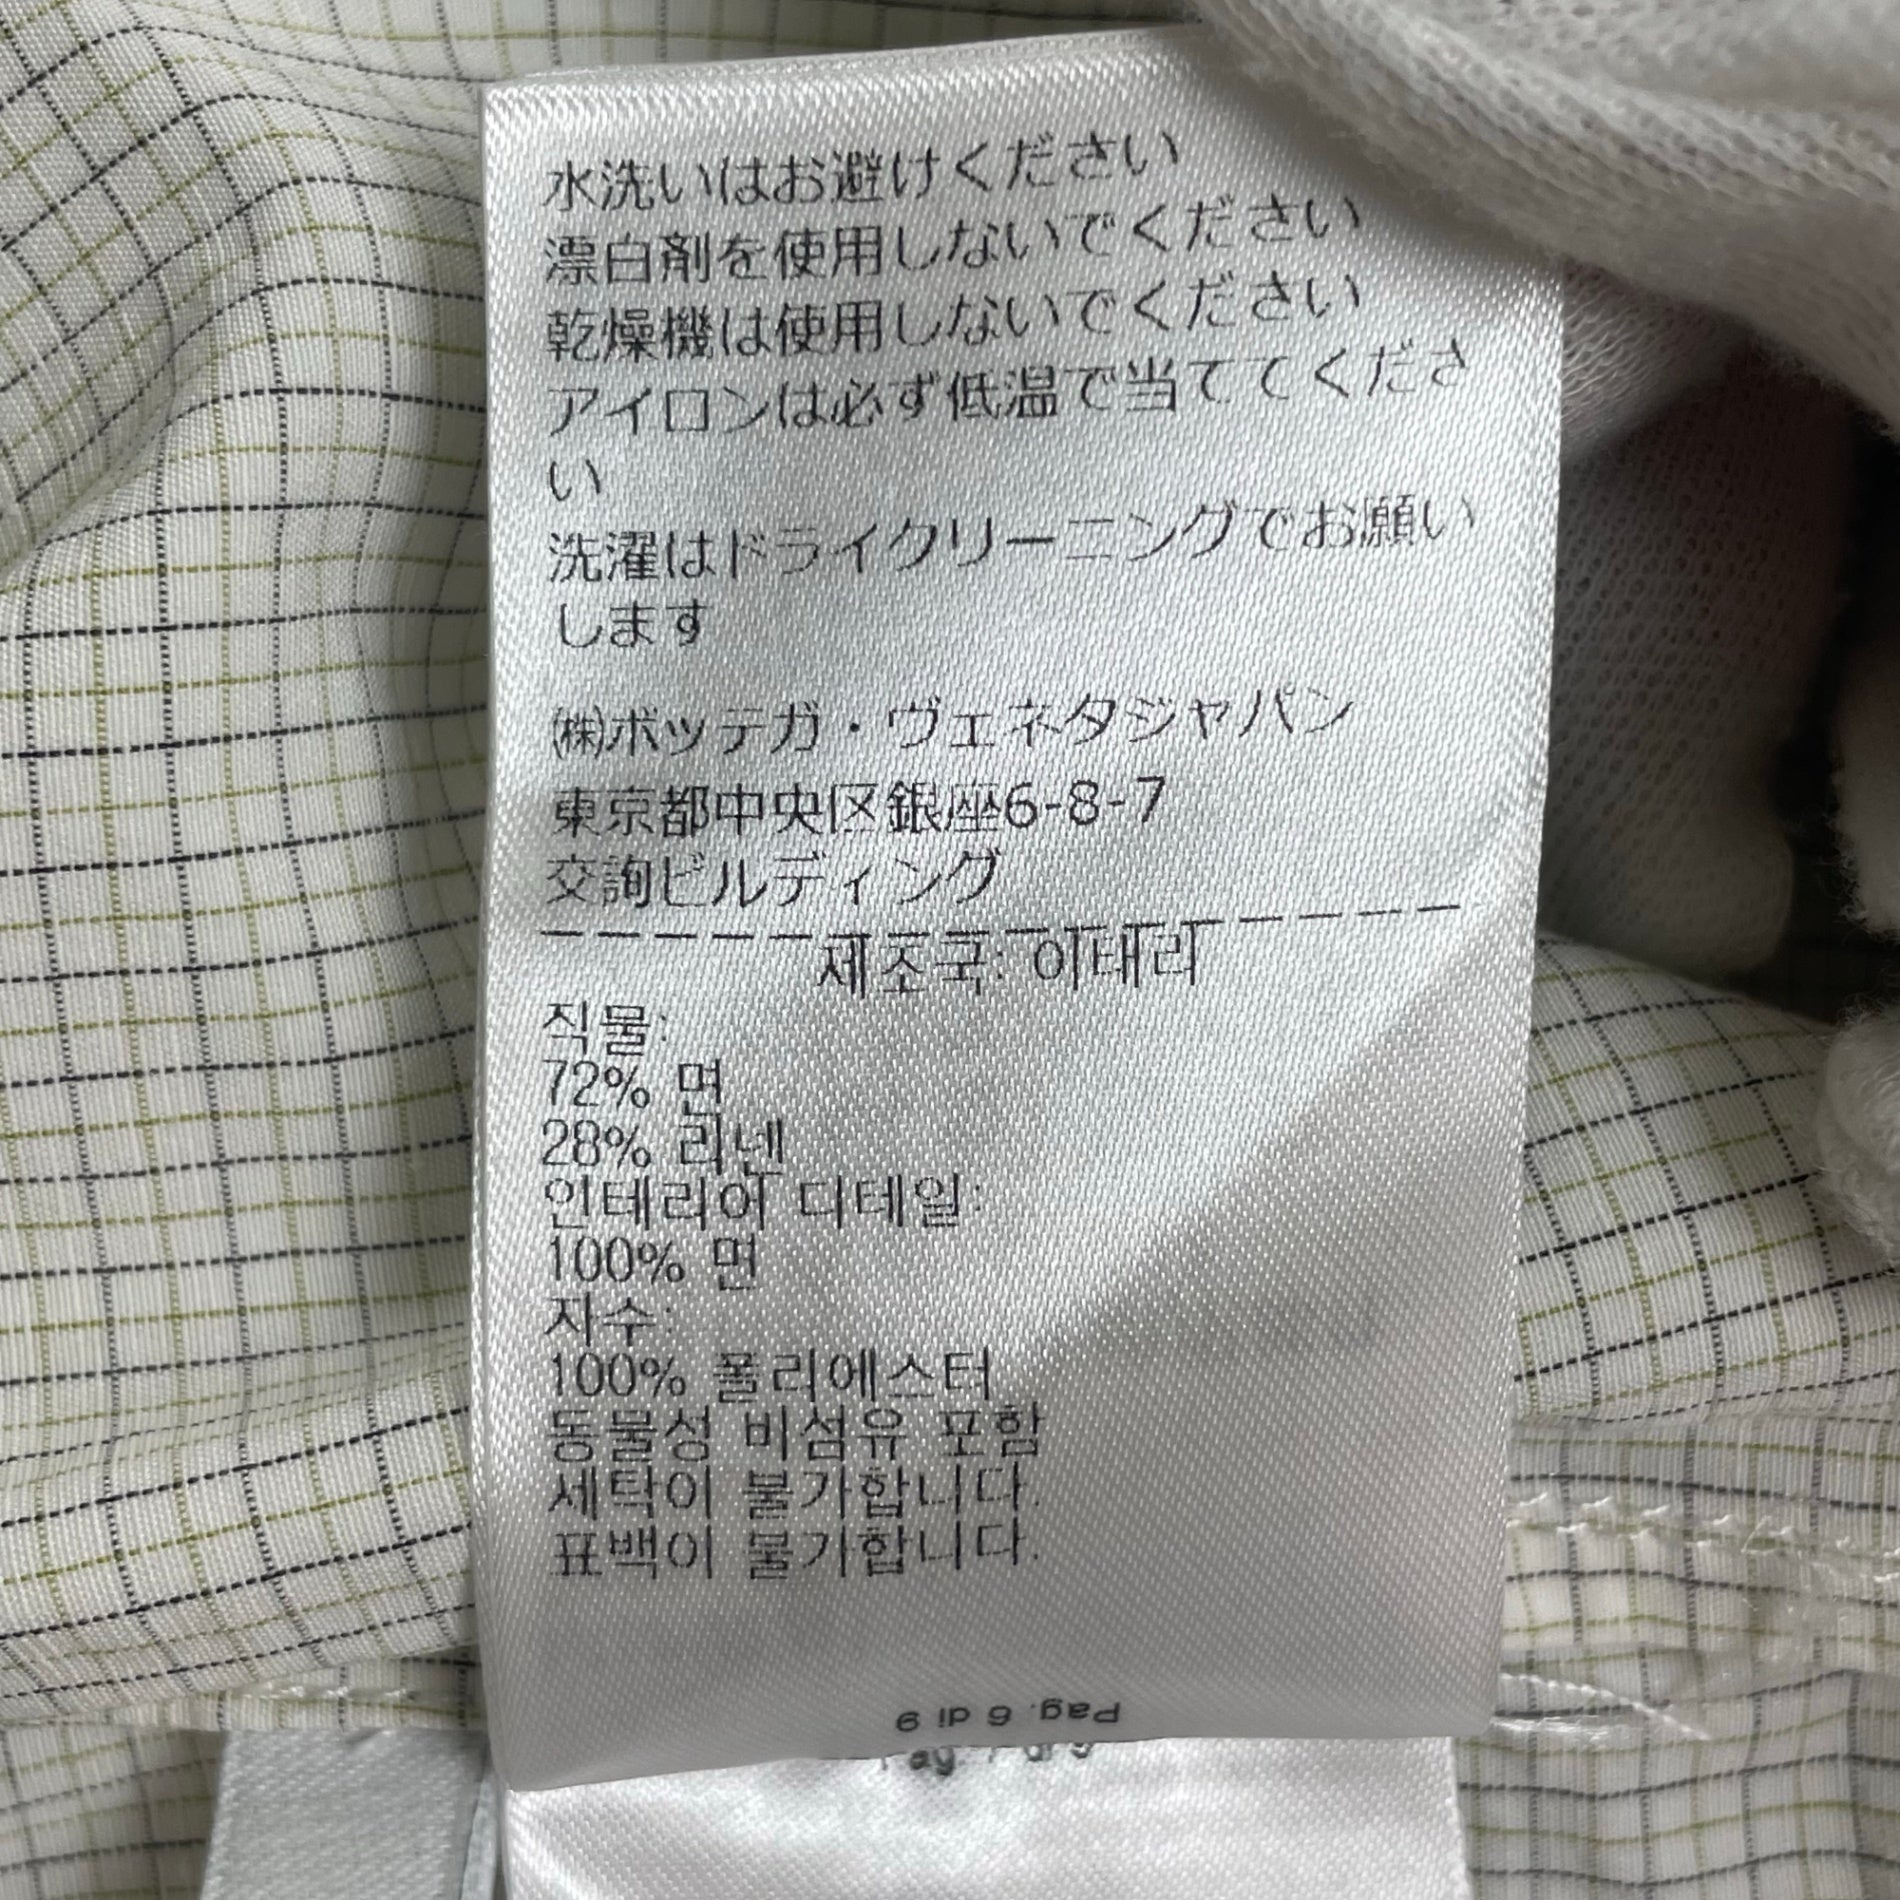 水洗いはお避けください
漂白剤を使用しないでください
乾燥機は使用しないでください
アイロンは必ず低温で当ててくださ
い
洗濯はドライクリーニングでお願い
します
㈱ボッテガ・ヴェネタジャパン
東京都中央区銀座6-8-7
交詢ビルディング
제조국: 이태리
직물:
72% 면
28% 리넨
인테리어 디테일:
100% 면
자수:
100% 폴리에스터
동물성 비섬유 포함
세탁이 불가합니다.
표백이 불가합니다.
Pag. 6 di 9